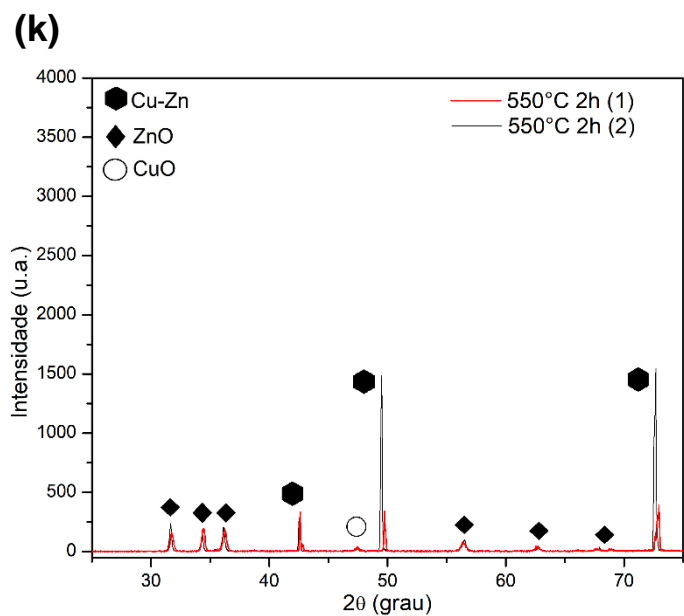 (k)
Cu-Zn
ZnO
CuO
550°C 2h (1)
550°C 2h (2)
Intensidade (u.a.)
4000
3500
3000
2500
2000
1500
1000
500
0
30 40 50 60 70
2θ (grau)